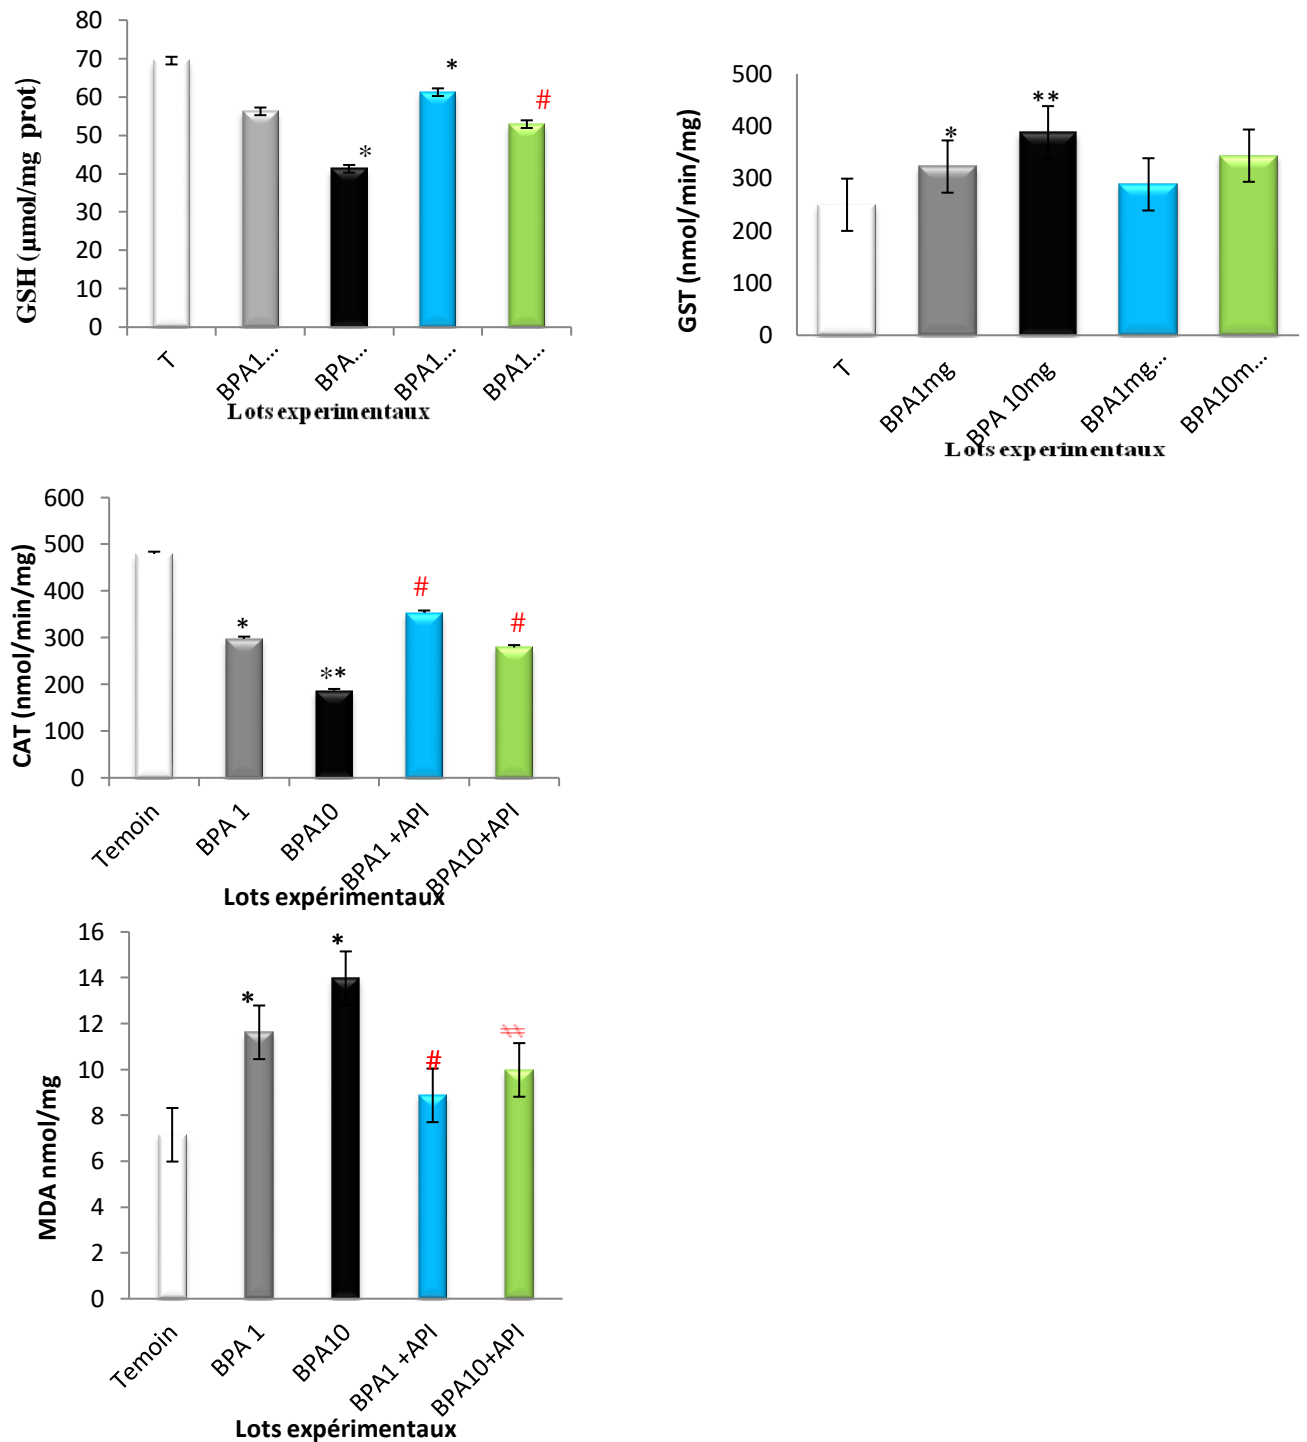 80
70
60
50
40
30
20
10
0
GSH (µmol/mg prot)
*
*
#
T
BPA1...
BPA...
BPA1...
BPA1...
Lots experimentaux
500
400
300
200
100
0
GST (nmol/min/mg)
*
**
T
BPA1mg
BPA 10mg
BPA1mg...
BPA10m...
Lots experimentaux
600
500
400
300
200
100
0
CAT (nmol/min/mg)
*
**
#
#
Temoin
BPA 1
BPA10
BPA1 +API
BPA10+API
Lots expérimentaux
16
14
12
10
8
6
4
2
0
MDA nmol/mg
*
*
#
Temoin
BPA 1
BPA10
BPA1 +API
BPA10+API
Lots expérimentaux